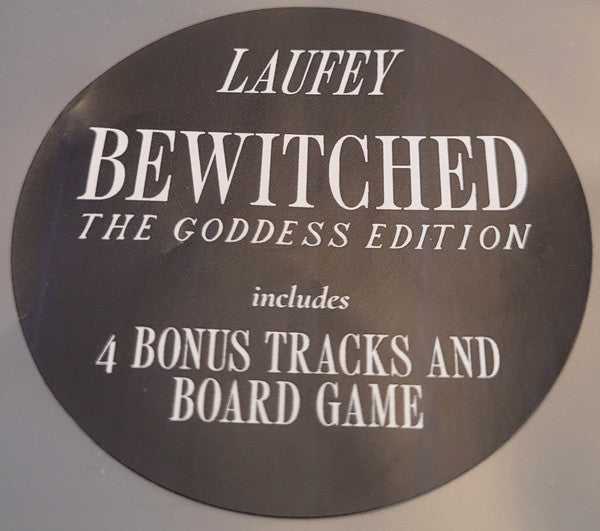 LAUFEY
BEWITCHED
THE GODDESS EDITION
includes
4 BONUS TRACKS AND
BOARD GAME